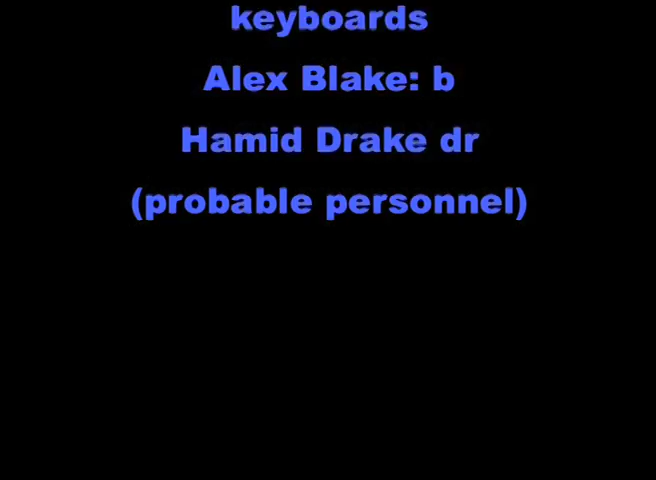 keyboards
Alex Blake: b
Hamid Drake dr
(probable personnel)